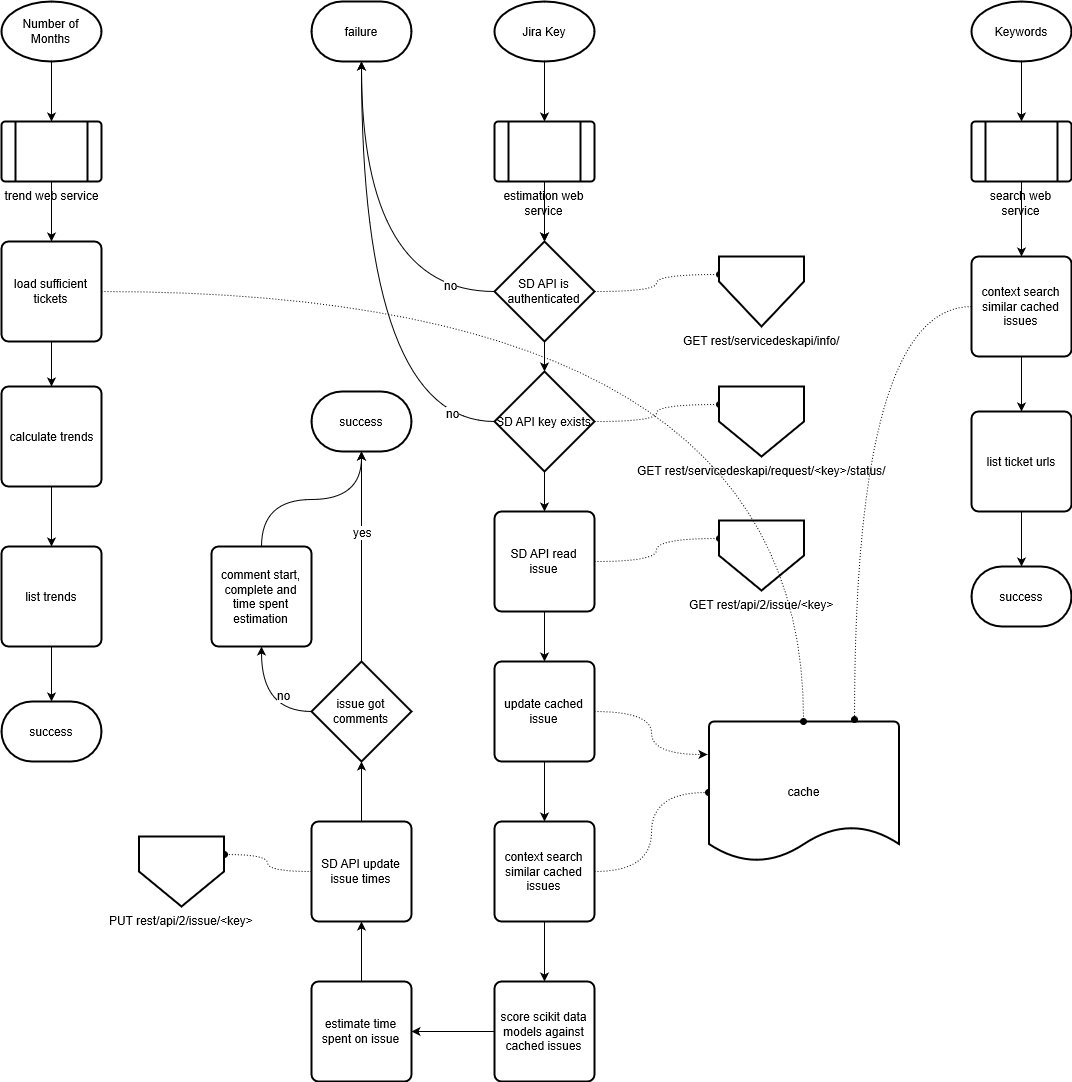 Number of
Months
failure
Jira Key
Keywords
trend web service
estimation web
service
search web
service
load sufficient
tickets
no
SD API is
authenticated
GET rest/servicedeskapi/info/
context search
similar cached
issues
calculate trends
success
no
SD API key exists
GET rest/servicedeskapi/request/<key>/status/
list ticket urls
yes
SD API read
issue
GET rest/api/2/issue/<key>
list trends
comment start,
complete and
time spent
estimation
success
no
issue got
comments
update cached
issue
success
cache
SD API update
issue times
context search
similar cached
issues
PUT rest/api/2/issue/<key>
estimate time
spent on issue
score scikit data
models against
cached issues